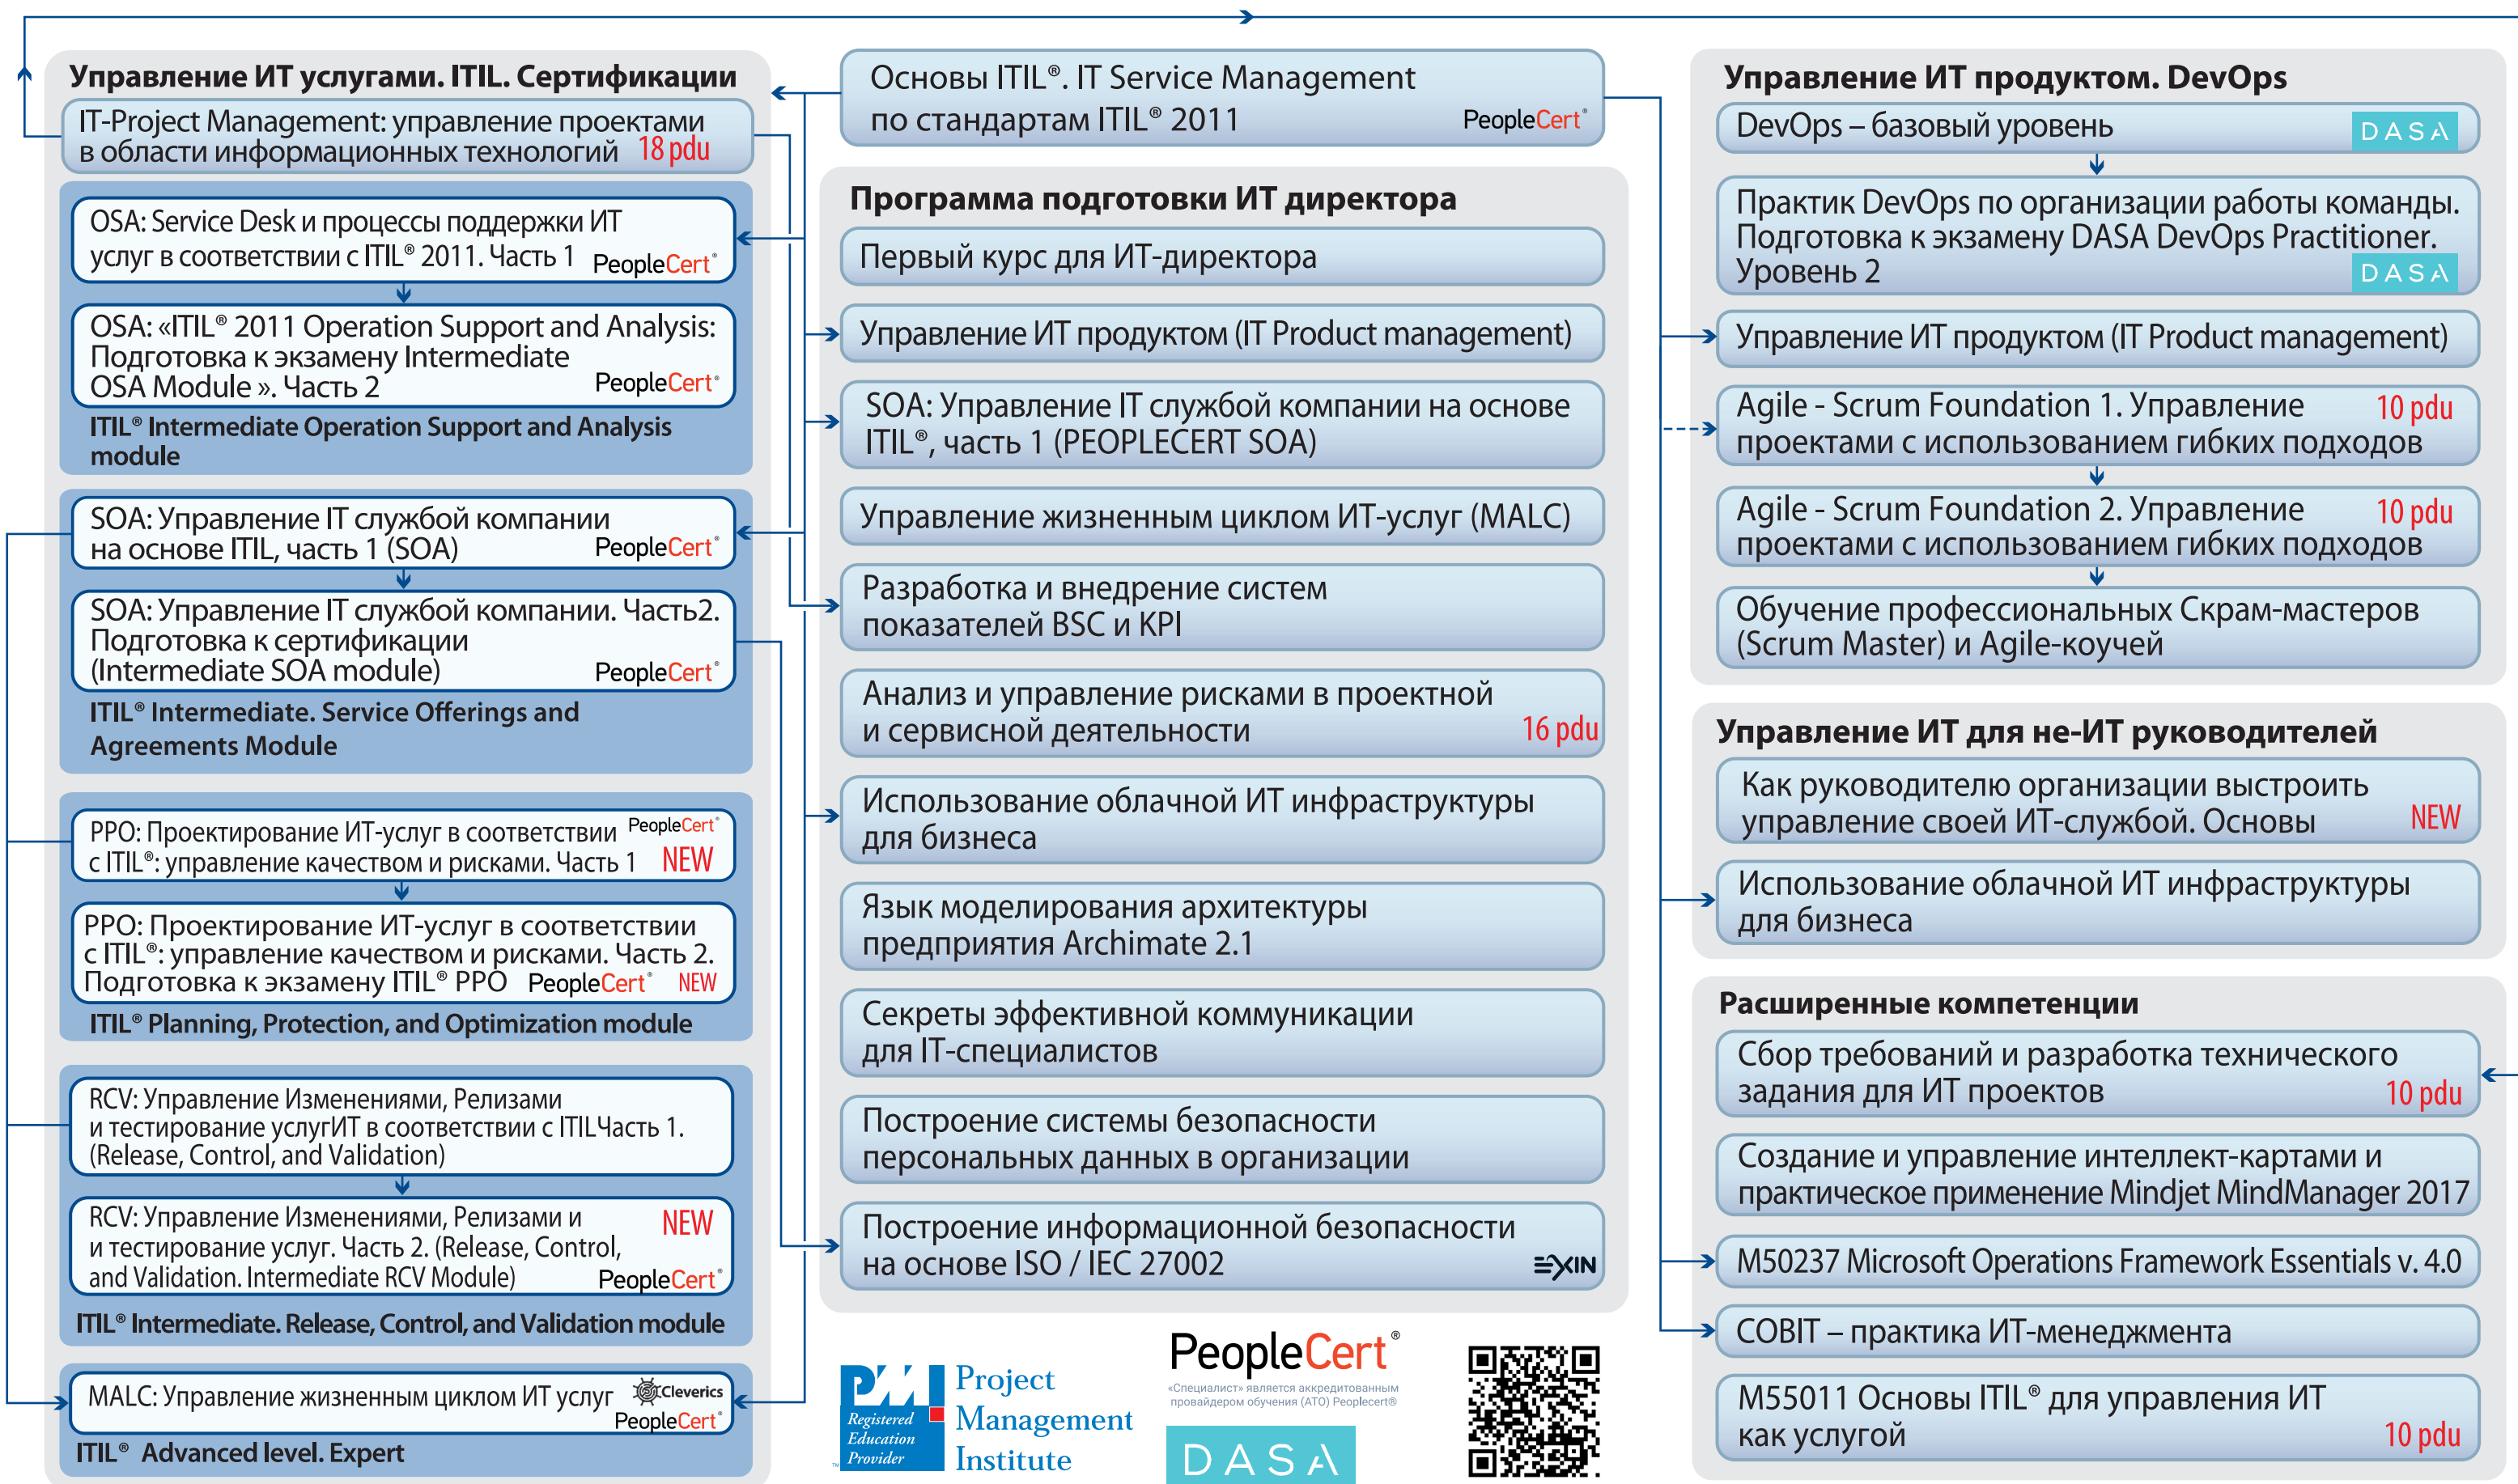 Управление ИТ услугами. ITIL. Сертификации
IT-Project Management: управление проектами
в области информационных технологий 18 pdu
OSA: Service Desk и процессы поддержки ИТ
услуг в соответствии с ITIL® 2011. Часть 1 PeopleCert®
OSA: «ITIL® 2011 Operation Support and Analysis:
Подготовка к экзамену Intermediate
OSA Module ». Часть 2 PeopleCert®
ITIL® Intermediate Operation Support and Analysis
module
SOA: Управление IT службой компании
на основе ITIL, часть 1 (SOA) PeopleCert®
SOA: Управление IT службой компании. Часть2.
Подготовка к сертификации
(Intermediate SOA module) PeopleCert®
ITIL® Intermediate. Service Offerings and
Agreements Module
PPO: Проектирование ИТ-услуг в соответствии PeopleCert®
с ITIL®: управление качеством и рисками. Часть 1 NEW
PPO: Проектирование ИТ-услуг в соответствии
с ITIL®: управление качеством и рисками. Часть 2.
Подготовка к экзамену ITIL® PPO PeopleCert® NEW
ITIL® Planning, Protection, and Optimization module
RCV: Управление Изменениями, Релизами
и тестирование услугИТ в соответствии с ITILЧасть 1.
(Release, Control, and Validation)
RCV: Управление Изменениями, Релизами и NEW
и тестирование услуг. Часть 2. (Release, Control,
and Validation. Intermediate RCV Module) PeopleCert®
ITIL® Intermediate. Release, Control, and Validation module
MALC: Управление жизненным циклом ИТ услуг Cleverics
PeopleCert®
ITIL® Advanced level. Expert
Основы ITIL®. IT Service Management
по стандартам ITIL® 2011 PeopleCert®
Программа подготовки ИТ директора
Первый курс для ИТ-директора
Управление ИТ продуктом (IT Product management)
SOA: Управление IT службой компании на основе
ITIL®, часть 1 (PEOPLECERT SOA)
Управление жизненным циклом ИТ-услуг (MALC)
Разработка и внедрение систем
показателей BSC и KPI
Анализ и управление рисками в проектной
и сервисной деятельности 16 pdu
Использование облачной ИТ инфраструктуры
для бизнеса
Язык моделирования архитектуры
предприятия Archimate 2.1
Секреты эффективной коммуникации
для IT-специалистов
Построение системы безопасности
персональных данных в организации
Построение информационной безопасности
на основе ISO / IEC 27002 EXIN
PMI
Registered
Education
Provider
™
Project
Management
Institute
PeopleCert®
«Специалист» является аккредитованным
провайдером обучения (АТО) Peoplecert®
DASA
Управление ИТ продуктом. DevOps
DevOps – базовый уровень DASA
Практик DevOps по организации работы команды.
Подготовка к экзамену DASA DevOps Practitioner.
Уровень 2 DASA
Управление ИТ продуктом (IT Product management)
Agile - Scrum Foundation 1. Управление 10 pdu
проектами с использованием гибких подходов
Agile - Scrum Foundation 2. Управление 10 pdu
проектами с использованием гибких подходов
Обучение профессиональных Скрам-мастеров
(Scrum Master) и Agile-коучей
Управление ИТ для не-ИТ руководителей
Как руководителю организации выстроить
управление своей ИТ-службой. Основы NEW
Использование облачной ИТ инфраструктуры
для бизнеса
Расширенные компетенции
Сбор требований и разработка технического
задания для ИТ проектов 10 pdu
Создание и управление интеллект-картами и
практическое применение Mindjet MindManager 2017
M50237 Microsoft Operations Framework Essentials v. 4.0
COBIT – практика ИТ-менеджмента
M55011 Основы ITIL® для управления ИТ
как услугой 10 pdu